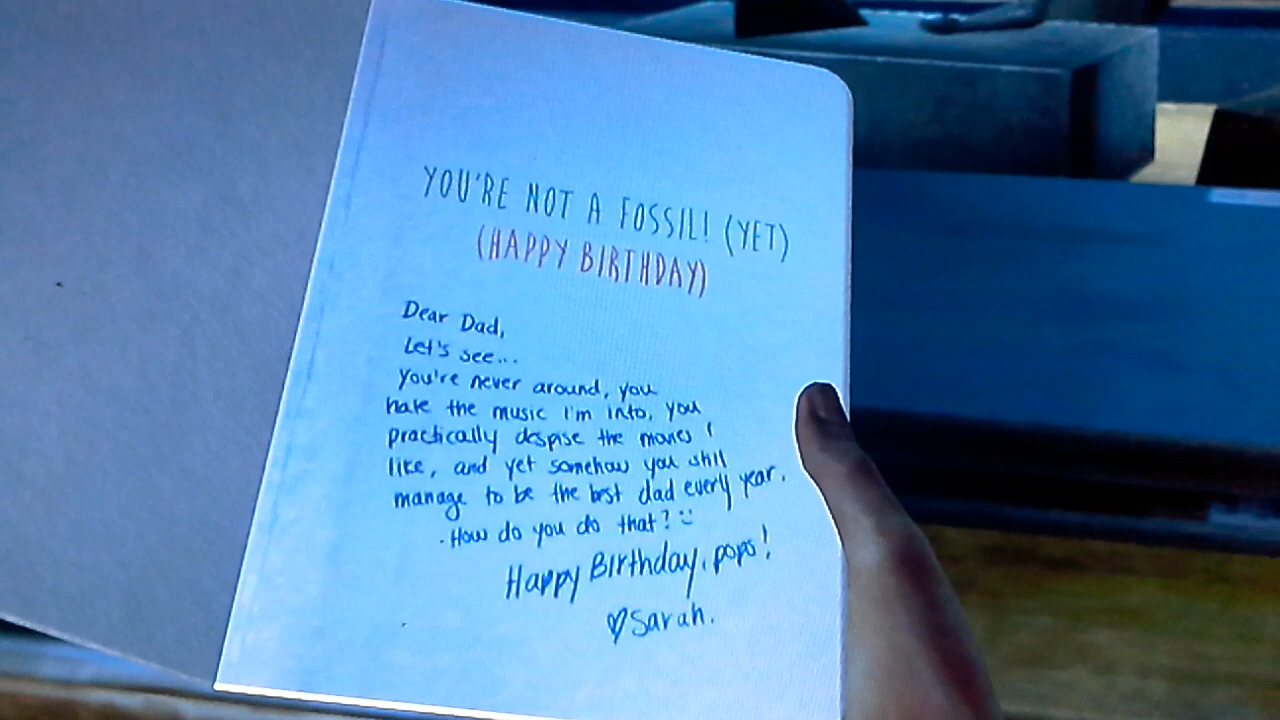 YOU'RE NOT A FOSSIL! (YET)
(HAPPY BIRTHDAY)
Dear Dad,
Let's see...
You're never around, you
hate the music I'm into, you
practically despise the movies I
like, and yet somehow you still
manage to be the best dad every year.
How do you do that? :)
Happy Birthday, pops!
♡Sarah.